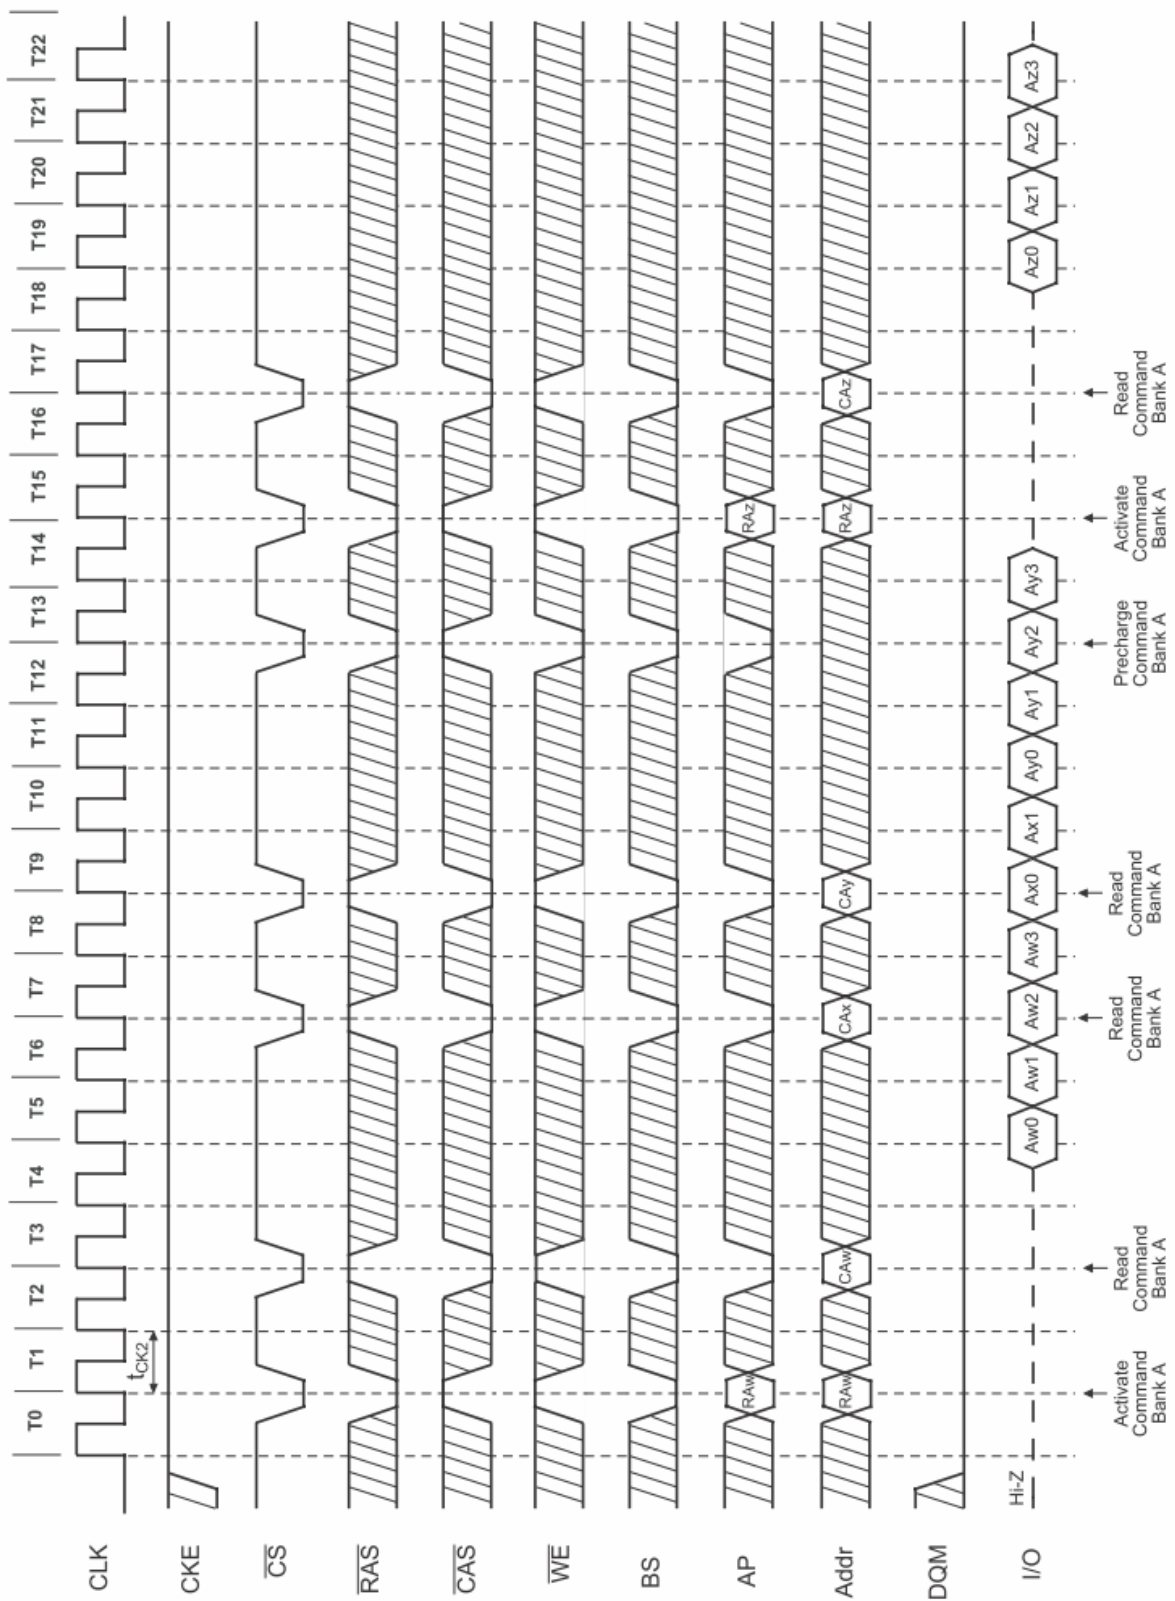 T0 T1 T2 T3 T4 T5 T6 T7 T8 T9 T10 T11 T12 T13 T14 T15 T16 T17 T18 T19 T20 T21 T22
CLK
tCK2
CKE
CS
RAS
CAS
WE
BS
AP
RAw RAz
Addr
RAw CAw CAx CAy RAz CAz
DQM
I/O
Hi-Z
Aw0 Aw1 Aw2 Aw3 Ax0 Ax1 Ay0 Ay1 Ay2 Ay3 Az0 Az1 Az2 Az3
Activate
Command
Bank A
Read
Command
Bank A
Read
Command
Bank A
Read
Command
Bank A
Precharge
Command
Bank A
Activate
Command
Bank A
Read
Command
Bank A